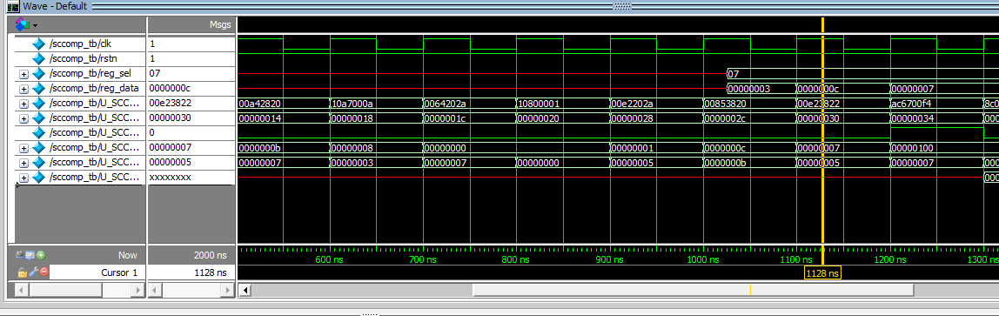 Wave - Default
Msgs
/sccomp_tb/clk 1
/sccomp_tb/rstn 1
/sccomp_tb/reg_sel 07 07
/sccomp_tb/reg_data 0000000c 00000003 0000000c 00000007
/sccomp_tb/U_SCC... 00e23822 00a42820 10a7000a 0064202a 10800001 00e2202a 00853820 00e23822 ac6700f4 8c0
/sccomp_tb/U_SCC... 00000030 00000014 00000018 0000001c 00000020 00000028 0000002c 00000030 00000034 000
/sccomp_tb/U_SCC... 0
/sccomp_tb/U_SCC... 00000007 0000000b 00000008 00000000 00000001 0000000c 00000007 00000100
/sccomp_tb/U_SCC... 00000005 00000007 00000003 00000007 00000000 00000005 0000000b 00000005 00000007 000
/sccomp_tb/U_SCC... xxxxxxxx 000
Now 2000 ns 600 ns 700 ns 800 ns 900 ns 1000 ns 1100 ns 1200 ns 1300 ns
Cursor 1 1128 ns 1128 ns